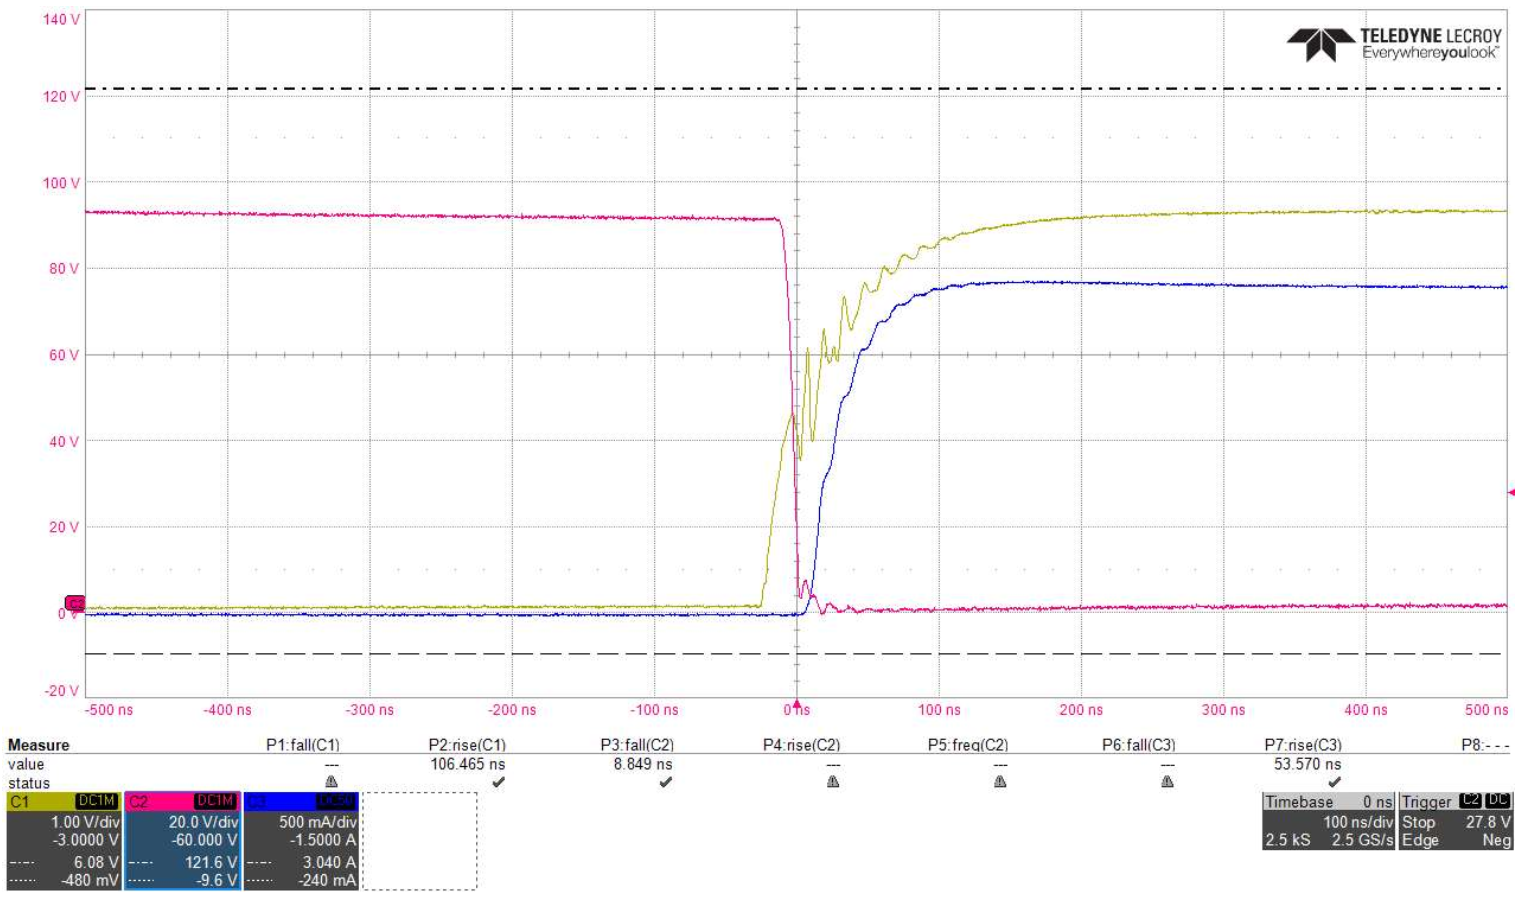 140 V
TELEDYNE LECROY
Everywhereyoulook™
120 V
100 V
80 V
60 V
40 V
20 V
C2
0 V
-20 V
-500 ns -400 ns -300 ns -200 ns -100 ns 0 ns 100 ns 200 ns 300 ns 400 ns 500 ns
Measure P1:fall(C1) P2:rise(C1) P3:fall(C2) P4:rise(C2) P5:freq(C2) P6:fall(C3) P7:rise(C3) P8:- - -
value --- 106.465 ns 8.849 ns --- --- --- 53.570 ns
status
C1 DC1M C2 DC1M C3 DC50 Timebase 0 ns Trigger C2 DC
1.00 V/div 20.0 V/div 500 mA/div 100 ns/div Stop 27.8 V
-3.0000 V -60.000 V -1.5000 A 2.5 kS 2.5 GS/s Edge Neg
6.08 V 121.6 V 3.040 A
-480 mV -9.6 V -240 mA